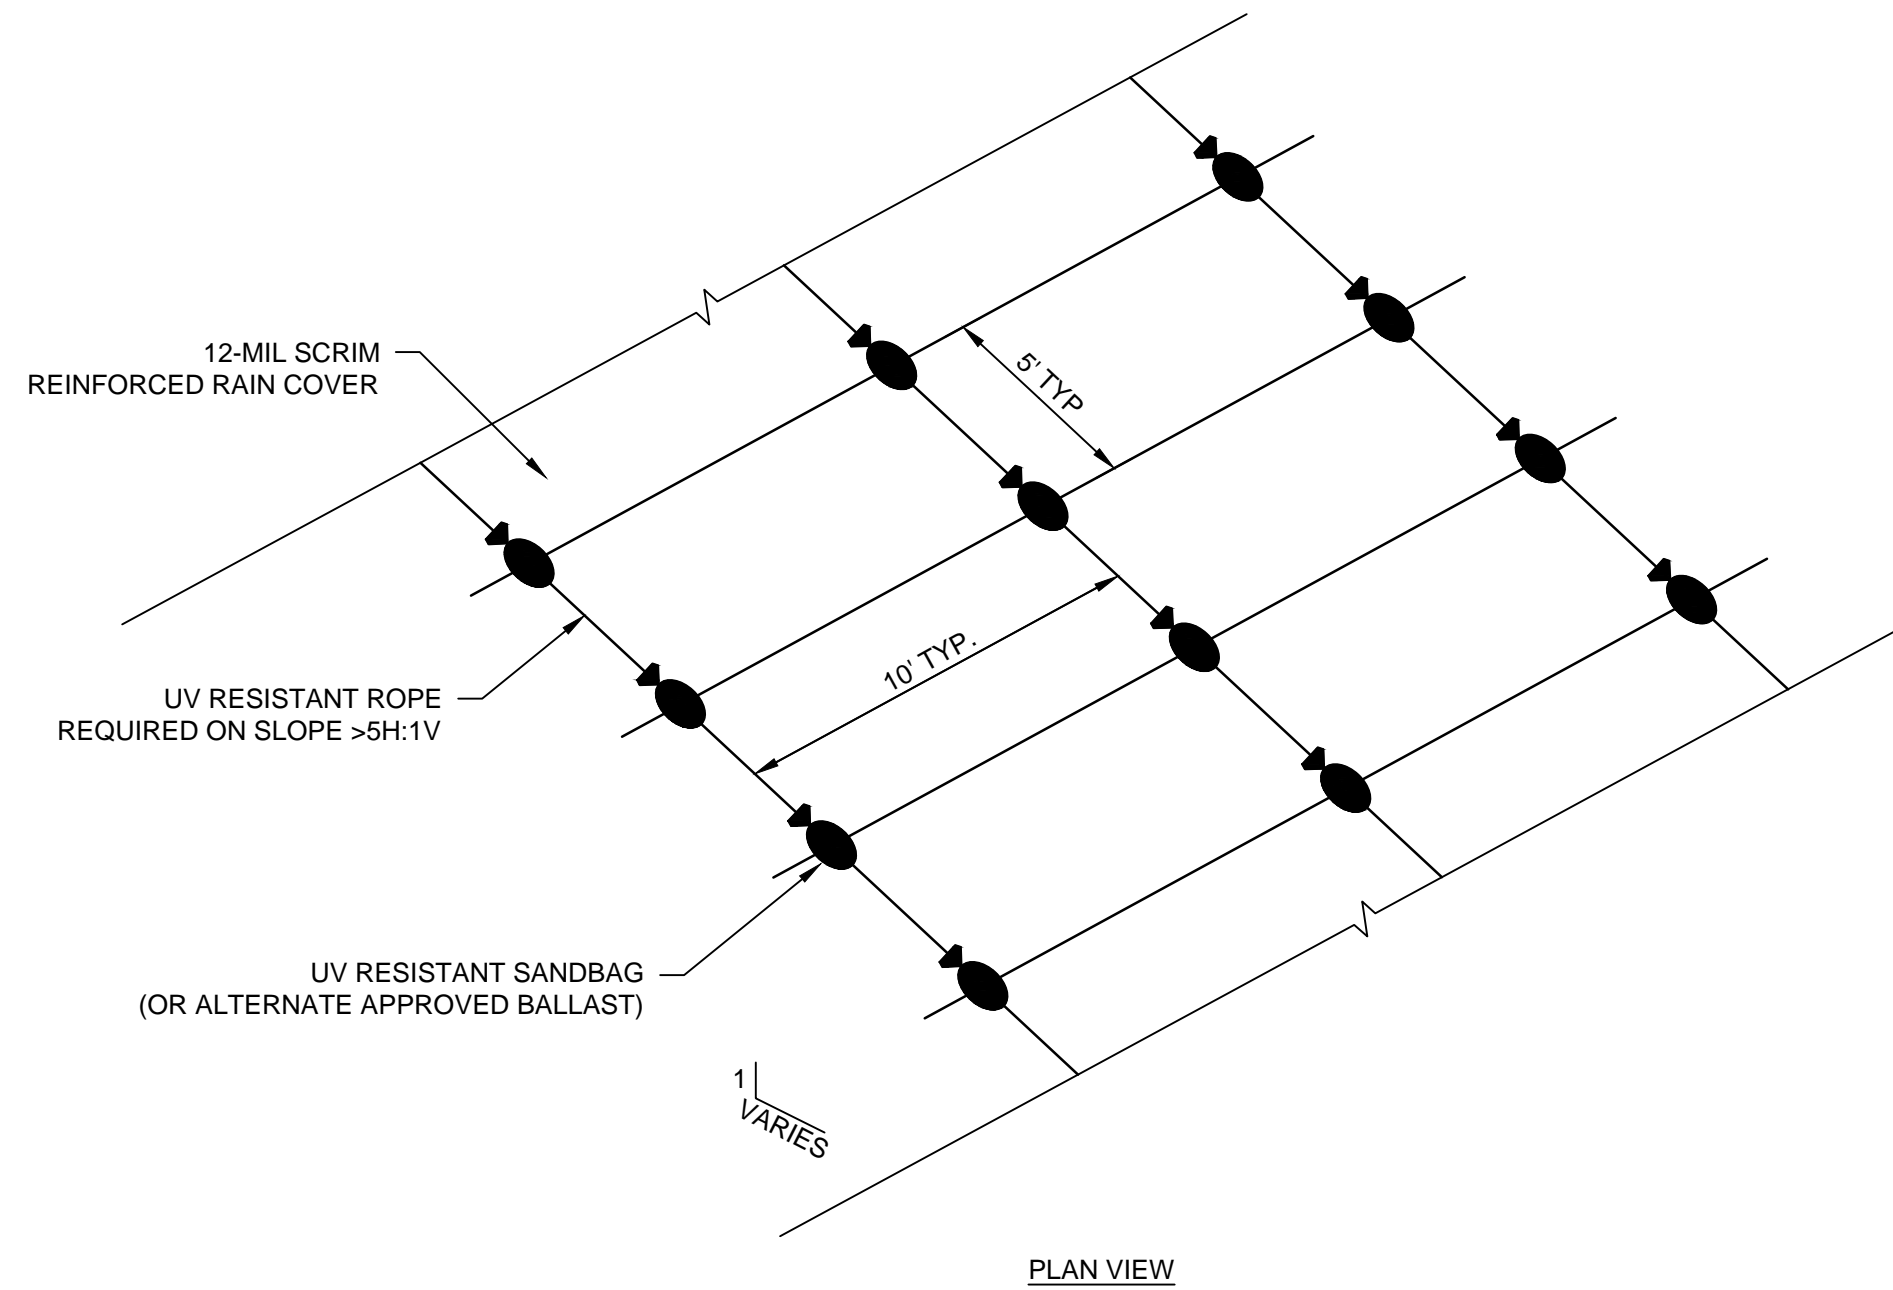 12-MIL SCRIM
REINFORCED RAIN COVER
5' TYP
10' TYP.
UV RESISTANT ROPE
REQUIRED ON SLOPE >5H:1V
UV RESISTANT SANDBAG
(OR ALTERNATE APPROVED BALLAST)
1
VARIES
PLAN VIEW